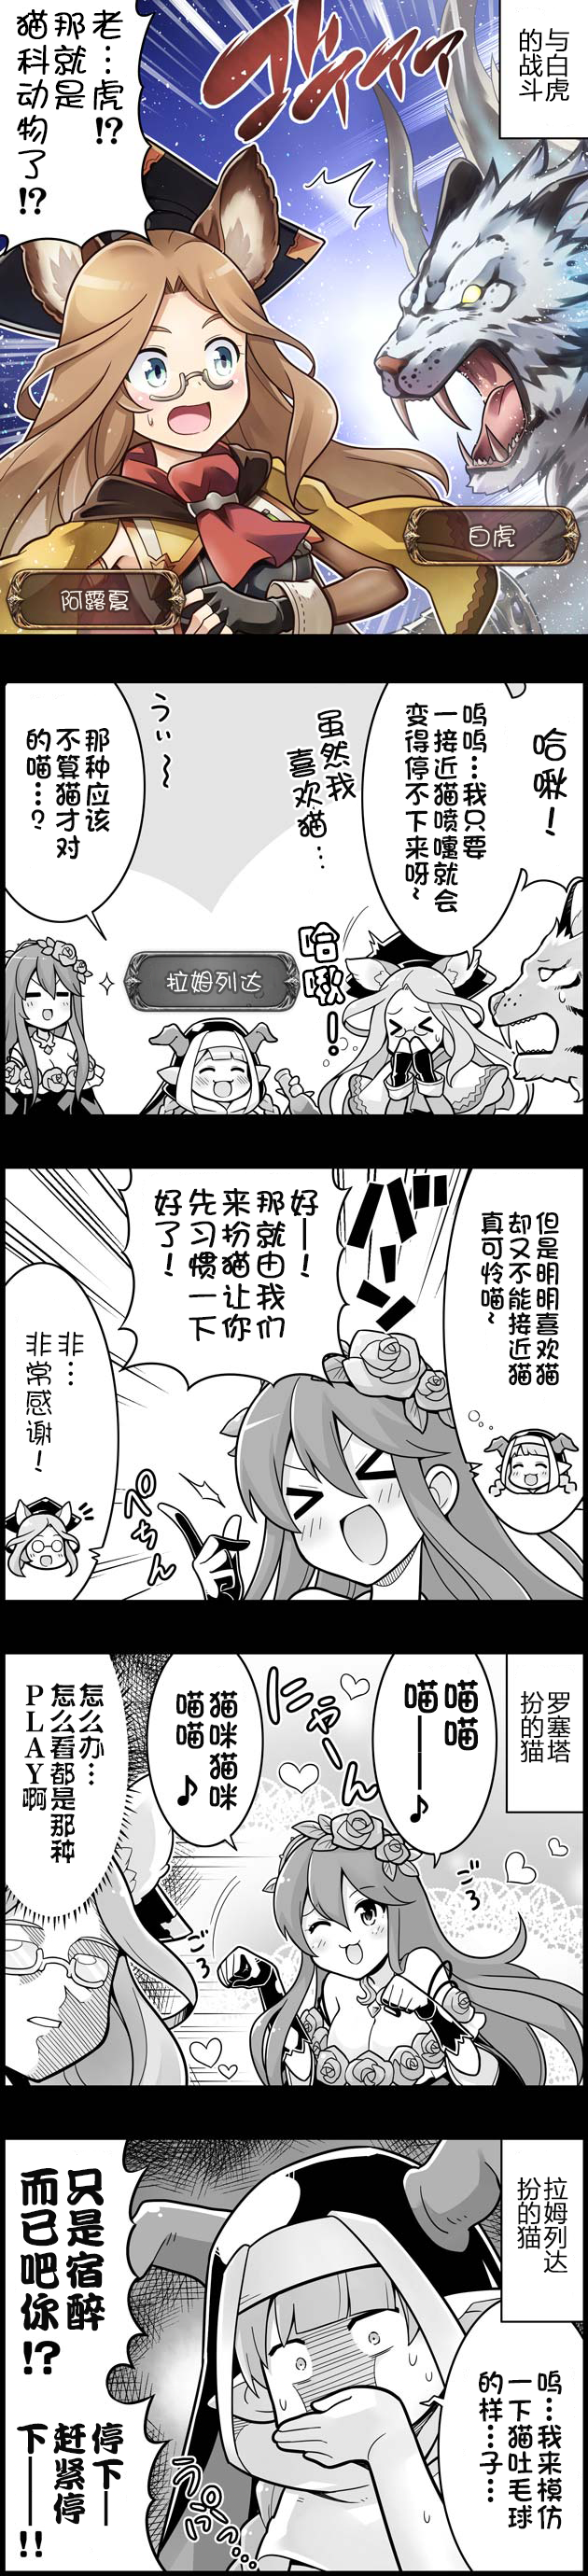 与白虎
的战斗
ゴゴァァァ
老…虎!?
那就是
猫科动物了!?
白虎
阿露夏
哈啾！
呜呜…我只要
一接近猫喷嚏就会
变得停不下来呀~
虽然我
喜欢猫…
うぃ～
那种应该
不算猫才对
的喵…?
哈啾！
拉姆列达
但是明明喜欢猫
却又不能接近猫
真可怜喵~
バーン
好—！
那就由我们
来扮猫让你
先习惯一下
好了！
ぺちん
非…
非常感谢！
罗塞塔
扮的猫
喵喵
喵——♪
にゃーん
猫咪猫咪
喵喵♪
ごろ
ごろ
怎么办…
怎么看都是那种
PLAY啊
拉姆列达
扮的猫
呜…我来模仿
一下猫吐毛球
的样…子…
うぷっ…
只是宿醉
而已吧你!?
停下—
赶紧停
下——!!